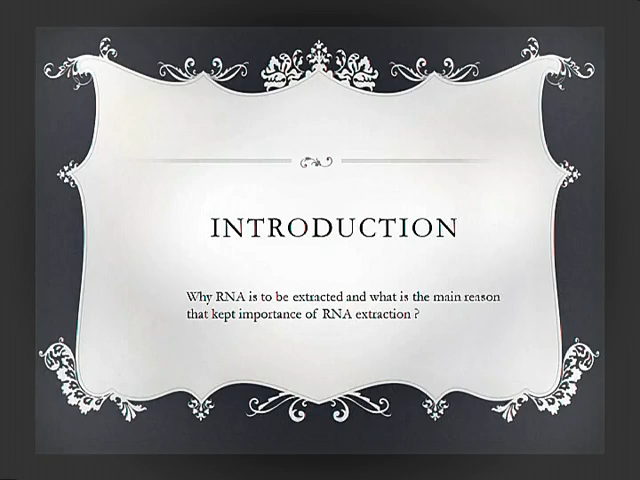 INTRODUCTION
Why RNA is to be extracted and what is the main reason
that kept importance of RNA extraction ?